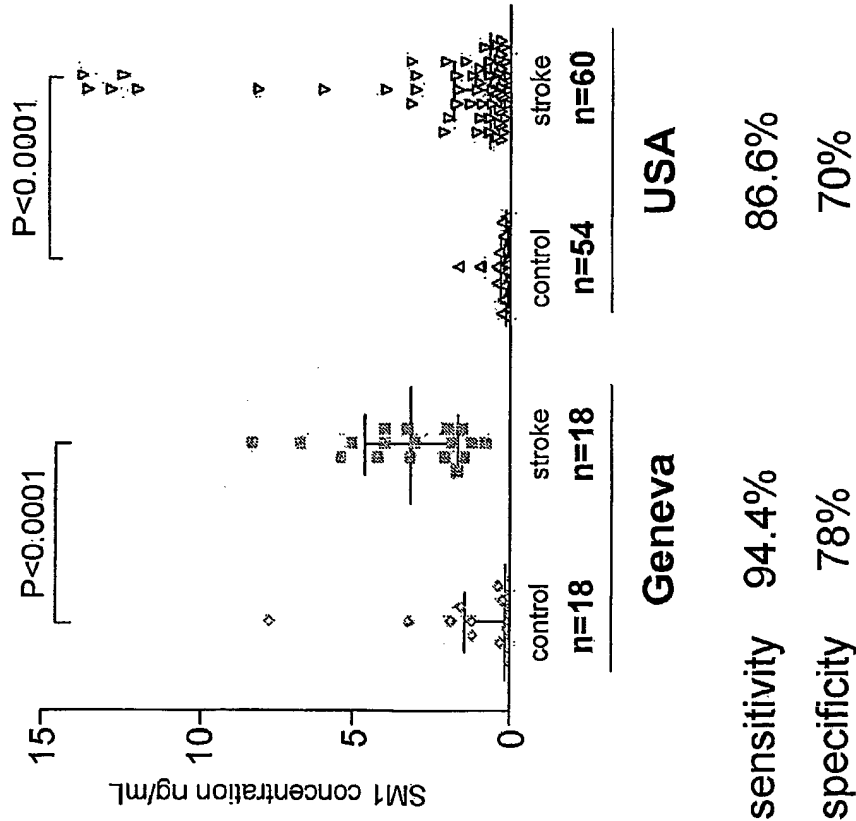 P<0.0001
P<0.0001
15
10
5
0
SM1 concentration ng/mL
control stroke control stroke
n=18 n=18 n=54 n=60
Geneva USA
sensitivity 94.4% 86.6%
specificity 78% 70%